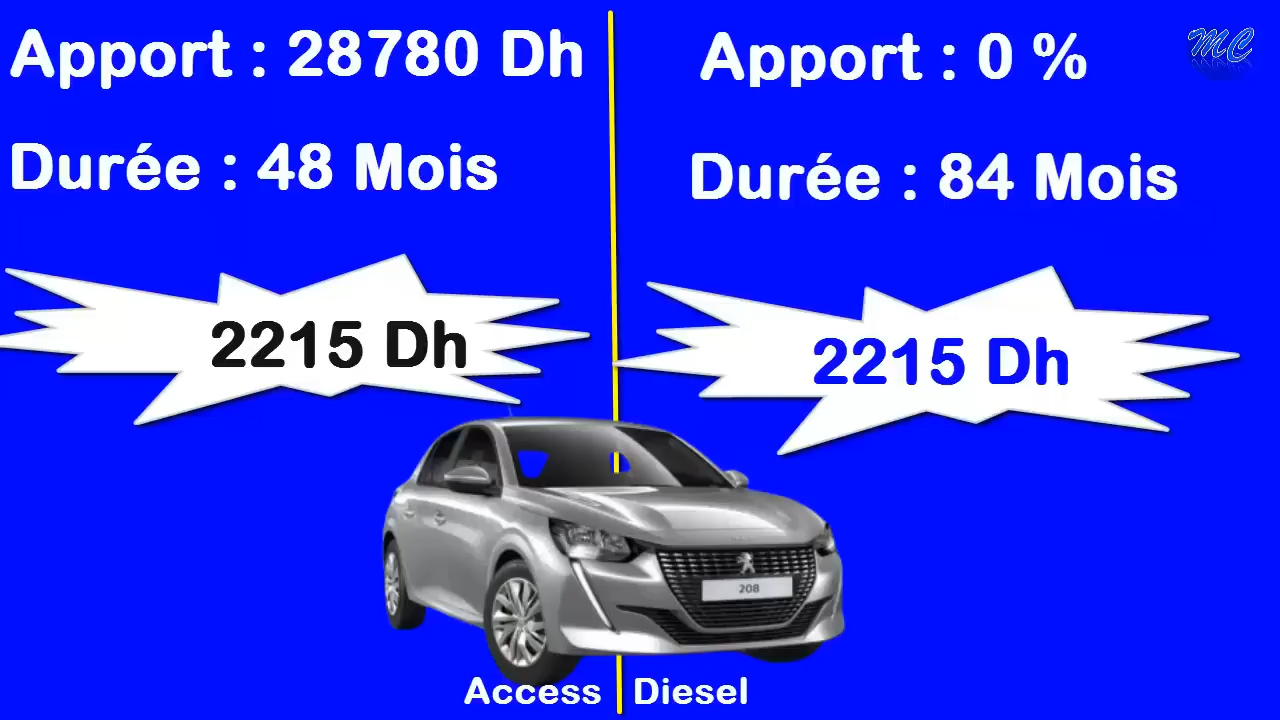 Apport : 28780 Dh
Durée : 48 Mois
2215 Dh
Apport : 0 %
Durée : 84 Mois
2215 Dh
MC
208
Access Diesel